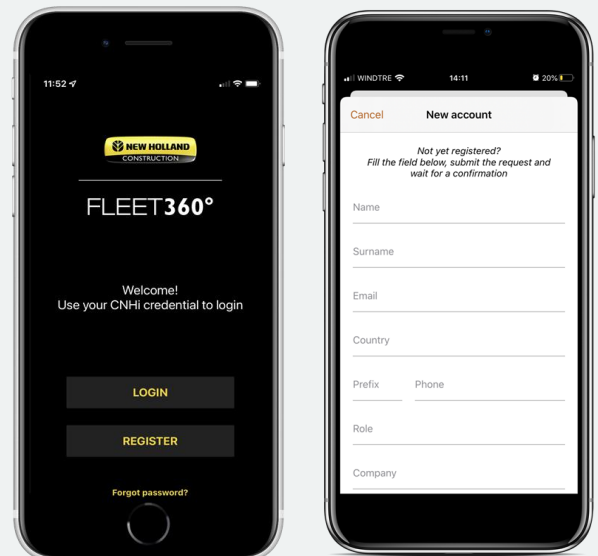 11:52
NEW HOLLAND
CONSTRUCTION
FLEET360°
Welcome!
Use your CNHi credential to login
LOGIN
REGISTER
Forgot password?
WINDTRE
14:11
20%
Cancel
New account
Not yet registered?
Fill the field below, submit the request and
wait for a confirmation
Name
Surname
Email
Country
Prefix Phone
Role
Company